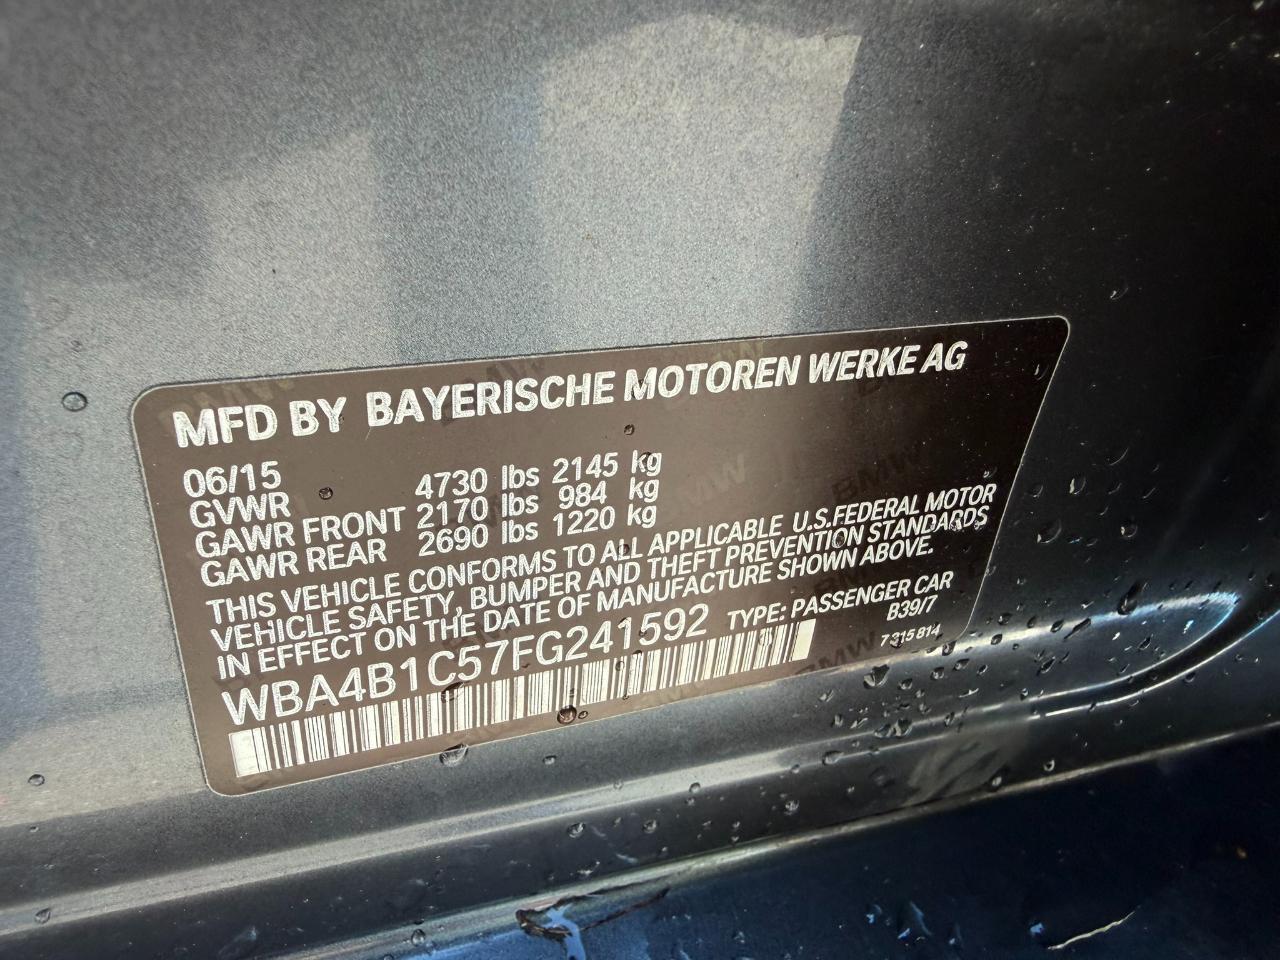 MFD BY BAYERISCHE MOTOREN WERKE AG
06/15
GVWR 4730 lbs 2145 kg
GAWR FRONT 2170 lbs 984 kg
GAWR REAR 2690 lbs 1220 kg
THIS VEHICLE CONFORMS TO ALL APPLICABLE U.S.FEDERAL MOTOR
VEHICLE SAFETY, BUMPER AND THEFT PREVENTION STANDARDS
IN EFFECT ON THE DATE OF MANUFACTURE SHOWN ABOVE.
WBA4B1C57FG241592 TYPE: PASSENGER CAR
B39/7
7 315 814